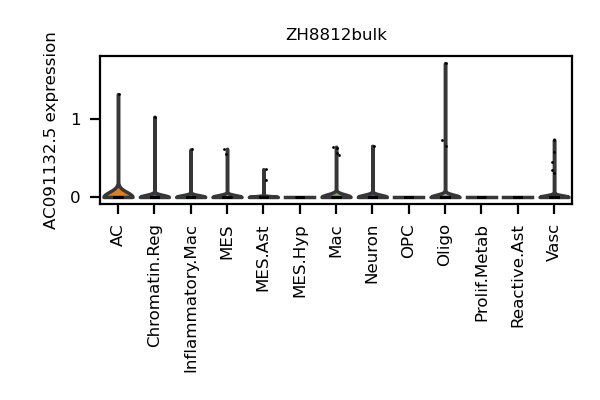 ZH8812bulk
AC091132.5 expression
1
0
AC
Chromatin.Reg
Inflammatory.Mac
MES
MES.Ast
MES.Hyp
Mac
Neuron
OPC
Oligo
Prolif.Metab
Reactive.Ast
Vasc